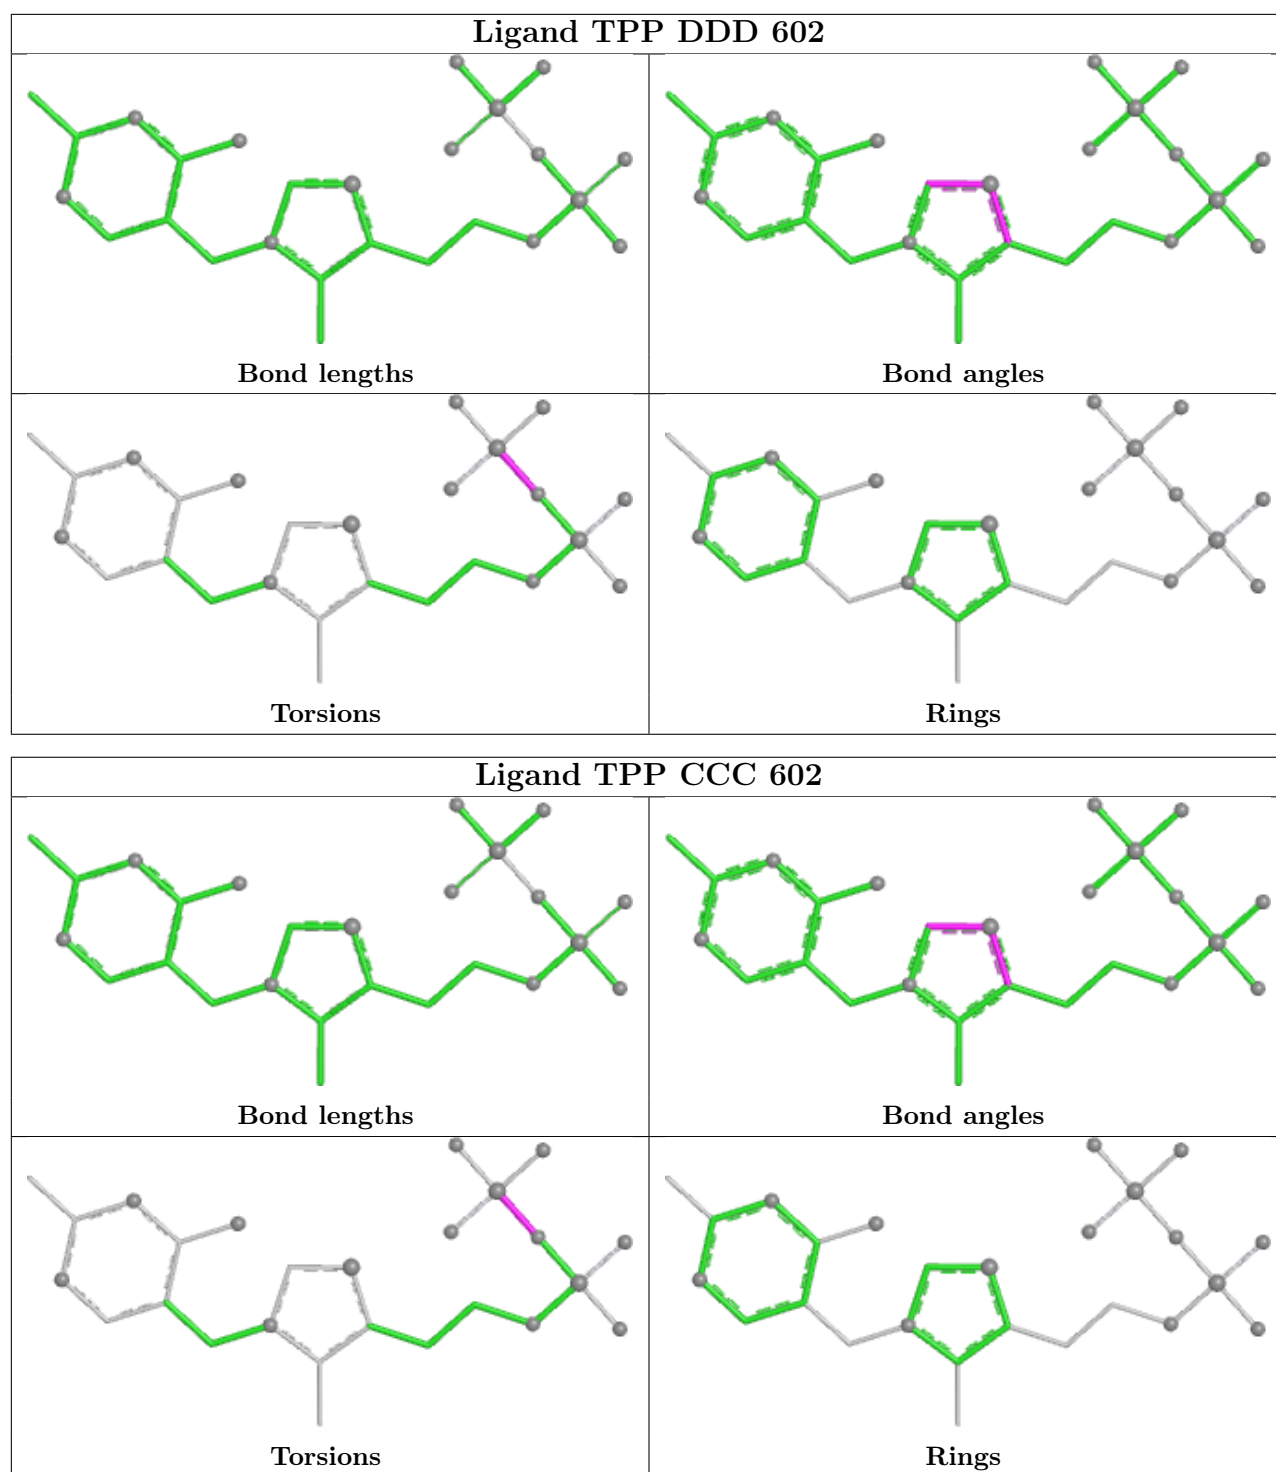 Ligand TPP DDD 602
Bond lengths
Bond angles
Torsions
Rings
Ligand TPP CCC 602
Bond lengths
Bond angles
Torsions
Rings